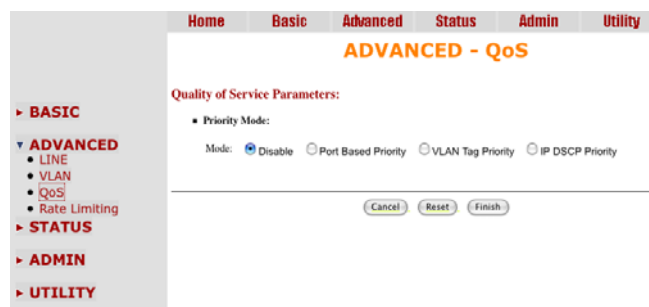 Home Basic Advanced Status Admin Utility
ADVANCED - QoS
BASIC
ADVANCED
LINE
VLAN
QoS
Rate Limiting
STATUS
ADMIN
UTILITY
Quality of Service Parameters:
Priority Mode:
Mode: Disable Port Based Priority VLAN Tag Priority IP DSCP Priority
Cancel Reset Finish